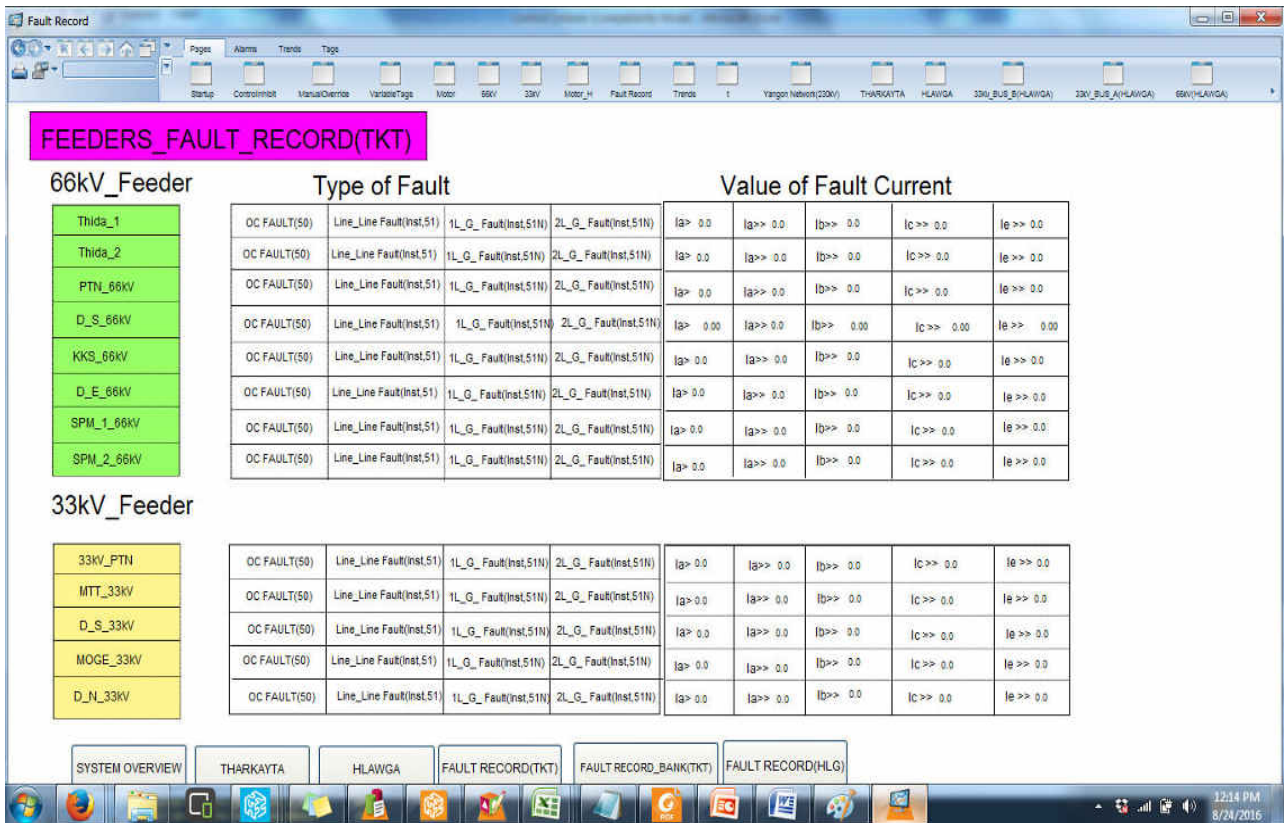 Fault Record
Pages Alarms Trends Tags
Startup ControlInhibit ManualOverride VariableTags Motor 66kV 33kV Motor_H Fault Record Trends t Yangon Network(230kV) THARKAYTA HLAWGA 33kV_BUS_B(HLAWGA) 33kV_BUS_A(HLAWGA) 66kV(HLAWGA)
FEEDERS_FAULT_RECORD(TKT)
66kV_Feeder Type of Fault Value of Fault Current
Thida_1 OC FAULT(50) Line_Line Fault(Inst,51) 1L_G_ Fault(Inst,51N) 2L_G_ Fault(Inst,51N) Ia> 0.0 Ia>> 0.0 Ib>> 0.0 Ic >> 0.0 Ie >> 0.0
Thida_2 OC FAULT(50) Line_Line Fault(Inst,51) 1L_G_ Fault(Inst,51N) 2L_G_ Fault(Inst,51N) Ia> 0.0 Ia>> 0.0 Ib>> 0.0 Ic >> 0.0 Ie >> 0.0
PTN_66kV OC FAULT(50) Line_Line Fault(Inst,51) 1L_G_ Fault(Inst,51N) 2L_G_ Fault(Inst,51N) Ia> 0.0 Ia>> 0.0 Ib>> 0.0 Ic >> 0.0 Ie >> 0.0
D_S_66kV OC FAULT(50) Line_Line Fault(Inst,51) 1L_G_ Fault(Inst,51N) 2L_G_ Fault(Inst,51N) Ia> 0.00 Ia>> 0.0 Ib>> 0.00 Ic >> 0.00 Ie >> 0.00
KKS_66kV OC FAULT(50) Line_Line Fault(Inst,51) 1L_G_ Fault(Inst,51N) 2L_G_ Fault(Inst,51N) Ia> 0.0 Ia>> 0.0 Ib>> 0.0 Ic >> 0.0 Ie >> 0.0
D_E_66kV OC FAULT(50) Line_Line Fault(Inst,51) 1L_G_ Fault(Inst,51N) 2L_G_ Fault(Inst,51N) Ia> 0.0 Ia>> 0.0 Ib>> 0.0 Ic >> 0.0 Ie >> 0.0
SPM_1_66kV OC FAULT(50) Line_Line Fault(Inst,51) 1L_G_ Fault(Inst,51N) 2L_G_ Fault(Inst,51N) Ia> 0.0 Ia>> 0.0 Ib>> 0.0 Ic >> 0.0 Ie >> 0.0
SPM_2_66kV OC FAULT(50) Line_Line Fault(Inst,51) 1L_G_ Fault(Inst,51N) 2L_G_ Fault(Inst,51N) Ia> 0.0 Ia>> 0.0 Ib>> 0.0 Ic >> 0.0 Ie >> 0.0
33kV_Feeder
33kV_PTN OC FAULT(50) Line_Line Fault(Inst,51) 1L_G_ Fault(Inst,51N) 2L_G_ Fault(Inst,51N) Ia> 0.0 Ia>> 0.0 Ib>> 0.0 Ic >> 0.0 Ie >> 0.0
MTT_33kV OC FAULT(50) Line_Line Fault(Inst,51) 1L_G_ Fault(Inst,51N) 2L_G_ Fault(Inst,51N) Ia> 0.0 Ia>> 0.0 Ib>> 0.0 Ic >> 0.0 Ie >> 0.0
D_S_33kV OC FAULT(50) Line_Line Fault(Inst,51) 1L_G_ Fault(Inst,51N) 2L_G_ Fault(Inst,51N) Ia> 0.0 Ia>> 0.0 Ib>> 0.0 Ic >> 0.0 Ie >> 0.0
MOGE_33kV OC FAULT(50) Line_Line Fault(Inst,51) 1L_G_ Fault(Inst,51N) 2L_G_ Fault(Inst,51N) Ia> 0.0 Ia>> 0.0 Ib>> 0.0 Ic >> 0.0 Ie >> 0.0
D_N_33kV OC FAULT(50) Line_Line Fault(Inst,51) 1L_G_ Fault(Inst,51N) 2L_G_ Fault(Inst,51N) Ia> 0.0 Ia>> 0.0 Ib>> 0.0 Ic >> 0.0 Ie >> 0.0
SYSTEM OVERVIEW THARKAYTA HLAWGA FAULT RECORD(TKT) FAULT RECORD_BANK(TKT) FAULT RECORD(HLG)
12:14 PM
8/24/2016